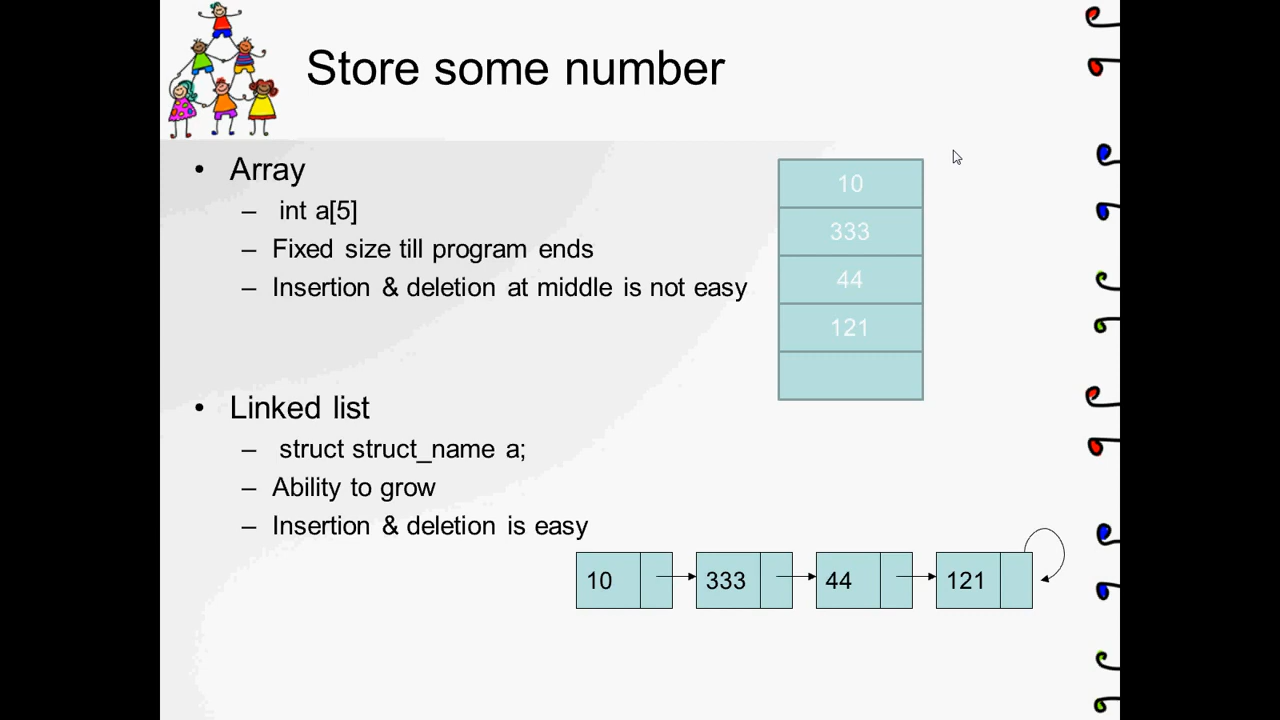 Store some number
• Array
– int a[5]
– Fixed size till program ends
– Insertion & deletion at middle is not easy
10
333
44
121
• Linked list
– struct struct_name a;
– Ability to grow
– Insertion & deletion is easy
10 333 44 121